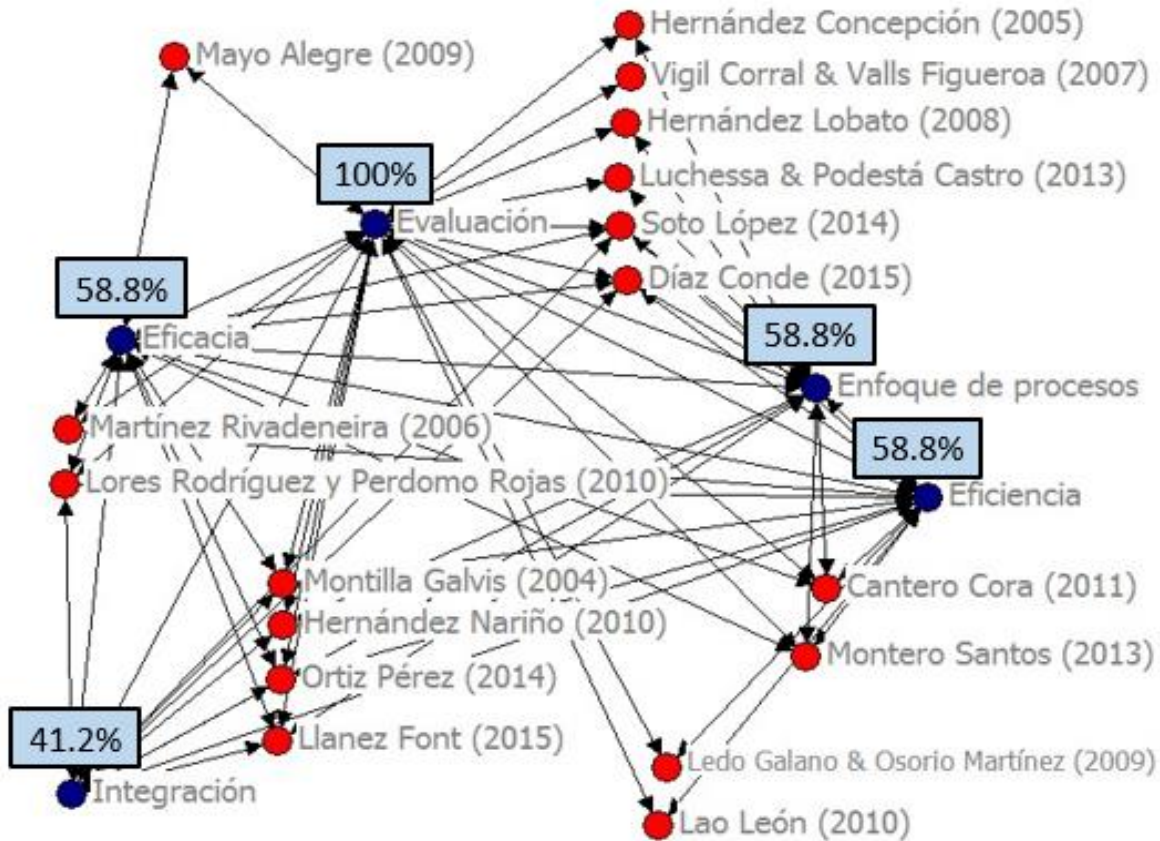 Hernández Concepción (2005)
Mayo Alegre (2009)
Vigil Corral & Valls Figueroa (2007)
Hernández Lobato (2008)
100%
Luchessa & Podestá Castro (2013)
Evaluación
Soto López (2014)
58.8%
Díaz Conde (2015)
Eficacia
58.8%
Enfoque de procesos
Martínez Rivadeneira (2006)
58.8%
Lores Rodríguez y Perdomo Rojas (2010)
Eficiencia
Montilla Galvis (2004)
Cantero Cora (2011)
Hernández Nariño (2010)
Montero Santos (2013)
Ortiz Pérez (2014)
41.2%
Llanez Font (2015)
Ledo Galano & Osorio Martínez (2009)
Integración
Lao León (2010)